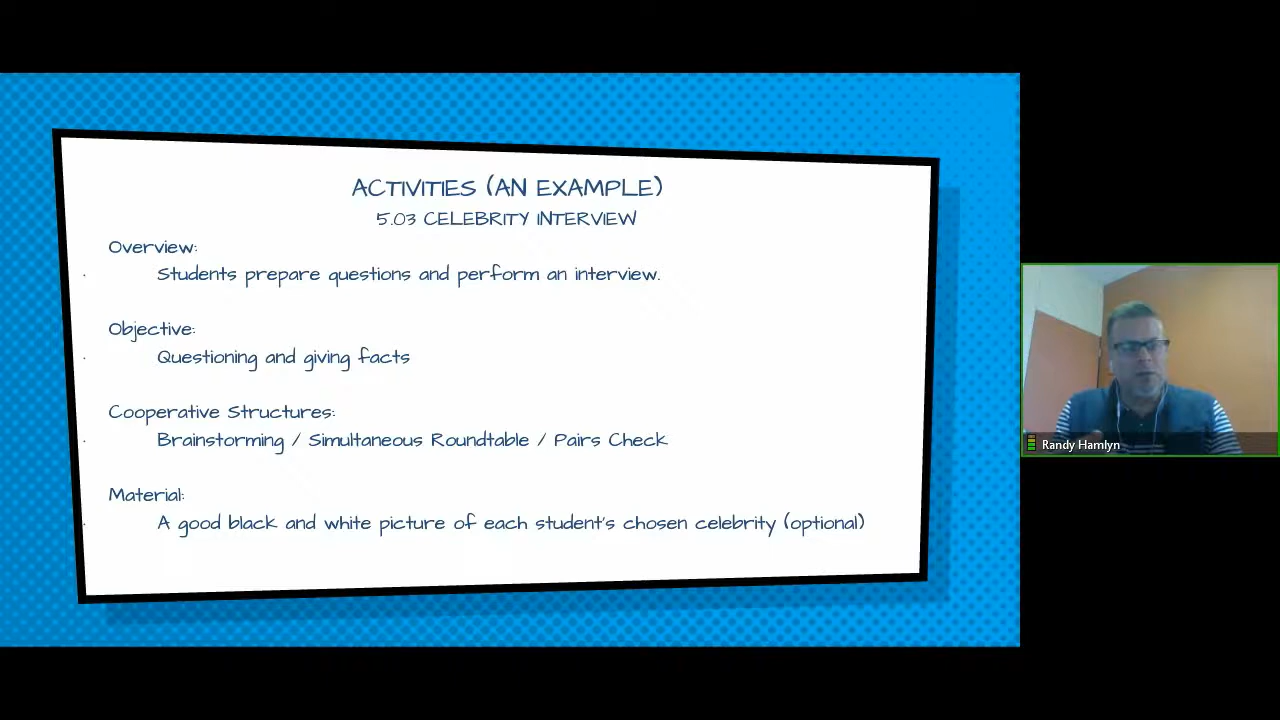 ACTIVITIES (AN EXAMPLE)
5.03 CELEBRITY INTERVIEW
Overview:
· Students prepare questions and perform an interview.
Objective:
· Questioning and giving facts
Cooperative Structures:
· Brainstorming / Simultaneous Roundtable / Pairs Check
Material:
· A good black and white picture of each student's chosen celebrity (optional)
Randy Hamlyn